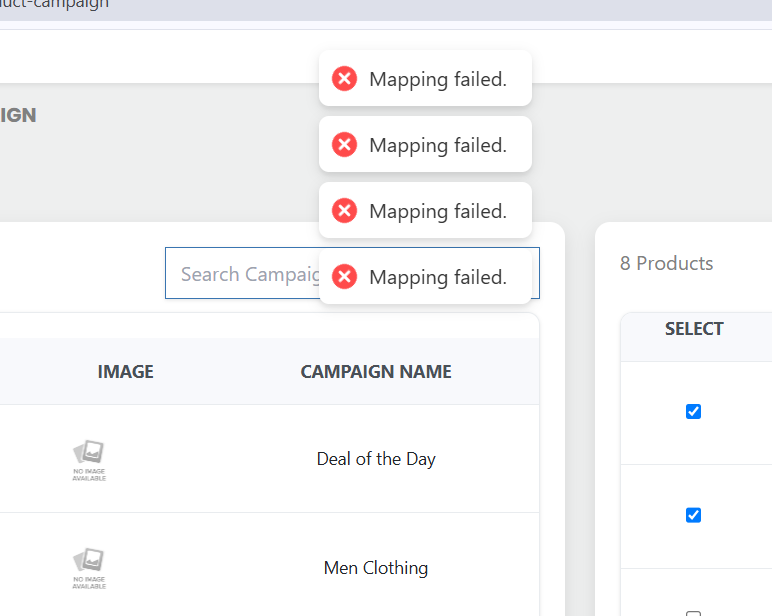 duct-campaign
Mapping failed.
IGN
Mapping failed.
Mapping failed.
Search Campaig
Mapping failed.
8 Products
IMAGE
CAMPAIGN NAME
SELECT
NO IMAGE
AVAILABLE
Deal of the Day
NO IMAGE
AVAILABLE
Men Clothing